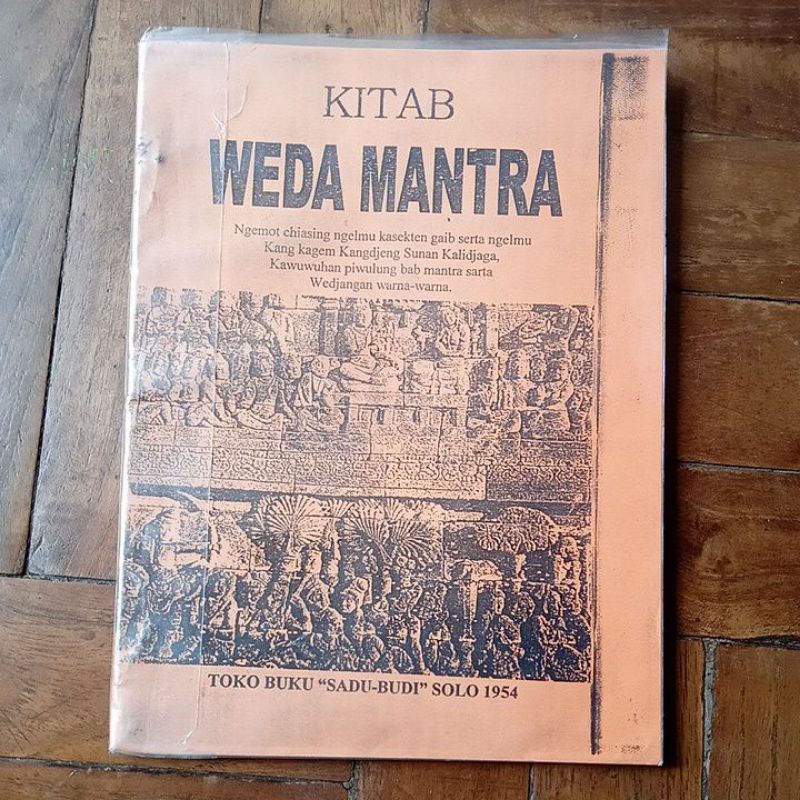 KITAB
WEDA MANTRA
Ngemot chiasing ngelmu kasekten gaib serta ngelmu
Kang kagem Kangdjeng Sunan Kalidjaga,
Kawuwuhan piwulung bab mantra sarta
Wedjangan warna-warna.
TOKO BUKU “SADU-BUDI” SOLO 1954